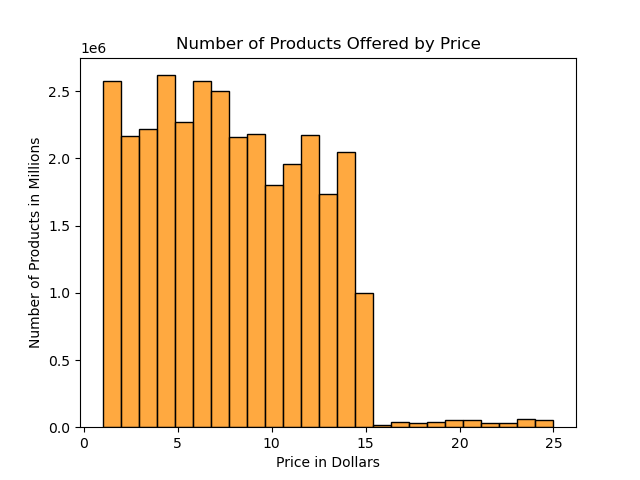 Number of Products Offered by Price
1e6
Number of Products in Millions
2.5
2.0
1.5
1.0
0.5
0.0
0 5 10 15 20 25
Price in Dollars